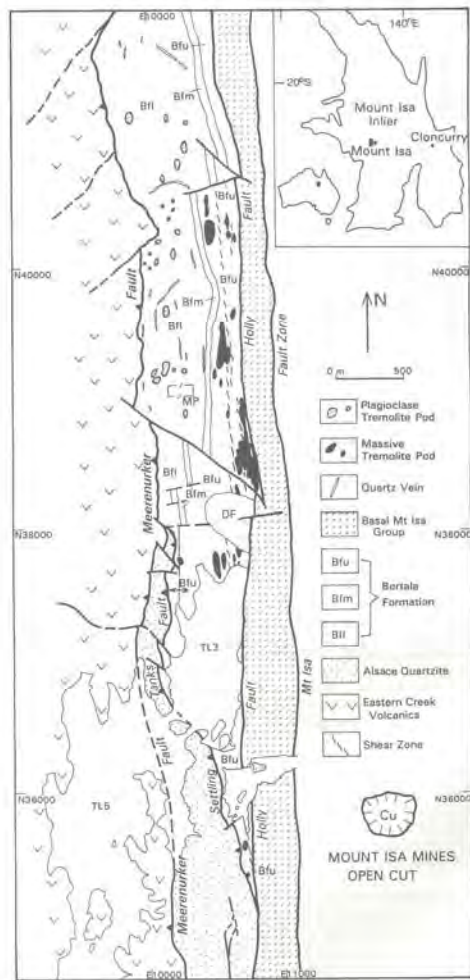 E10000
140°E
20°S
Mount Isa
Inlier
Cloncurry
Mount Isa
Bfu
Bfm
Bfl
Bfu
Fault
N40000
N40000
Fault
Bfu
Bfm
Bfl
Holly
Fault Zone
N
0 m 500
MP
Plagioclase
Tremolite Pod
Massive
Tremolite Pod
Quartz Vein
Bfl
Bfm
Meerenurker
DF
N38000
Basal Mt Isa
Group
Bfu
Bfm
Bfl
Bortala
Formation
Bfu
Fault
TL3
Tanks
Fault
Mt Isa
Alsace Quartzite
Eastern Creek
Volcanics
Shear Zone
Fault
Bfu
Settling
N36000
N36000
TL5
Holly
Cu
MOUNT ISA MINES
OPEN CUT
Meerenurker
Bfu
E10000
E11000